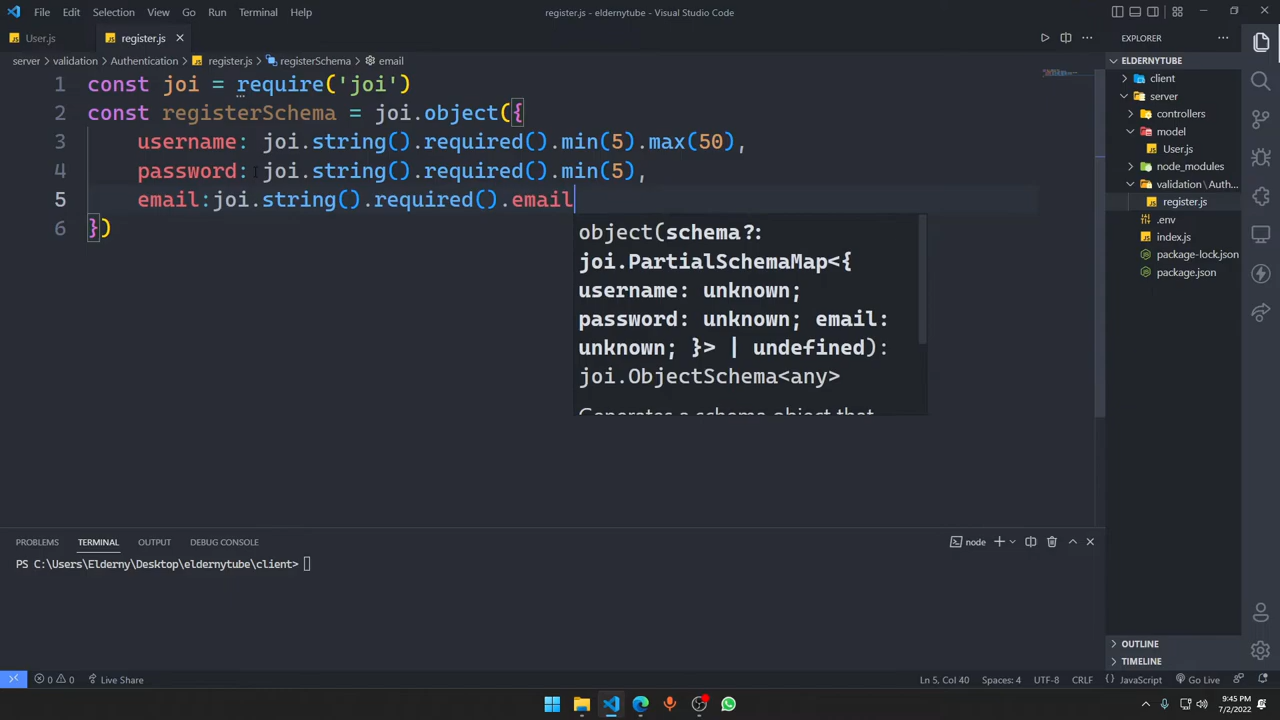 File Edit Selection View Go Run Terminal Help
register.js - eldernytube - Visual Studio Code
User.js
register.js
server > validation > Authentication > register.js > registerSchema > email
1 const joi = require('joi')
2 const registerSchema = joi.object({
3 username: joi.string().required().min(5).max(50),
4 password: joi.string().required().min(5),
5 email:joi.string().required().email
6 })
object(schema?:
joi.PartialSchemaMap<{
username: unknown;
password: unknown; email:
unknown; }> | undefined):
joi.ObjectSchema<any>
Generates a schema object that
EXPLORER
ELDERNYTUBE
client
server
controllers
model
User.js
node_modules
validation \ Auth...
register.js
.env
index.js
package-lock.json
package.json
OUTLINE
TIMELINE
PROBLEMS TERMINAL OUTPUT DEBUG CONSOLE
node
PS C:\Users\Elderny\Desktop\eldernytube\client>
0 0 Live Share
Ln 5, Col 40 Spaces: 4 UTF-8 CRLF {} JavaScript Go Live
9:45 PM
7/2/2022